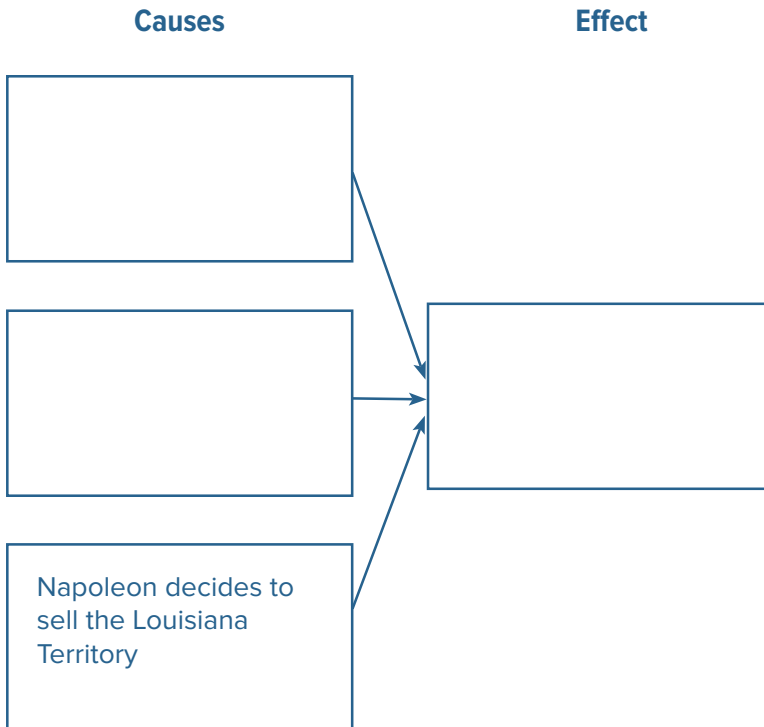 Causes
Effect
Napoleon decides to
sell the Louisiana
Territory